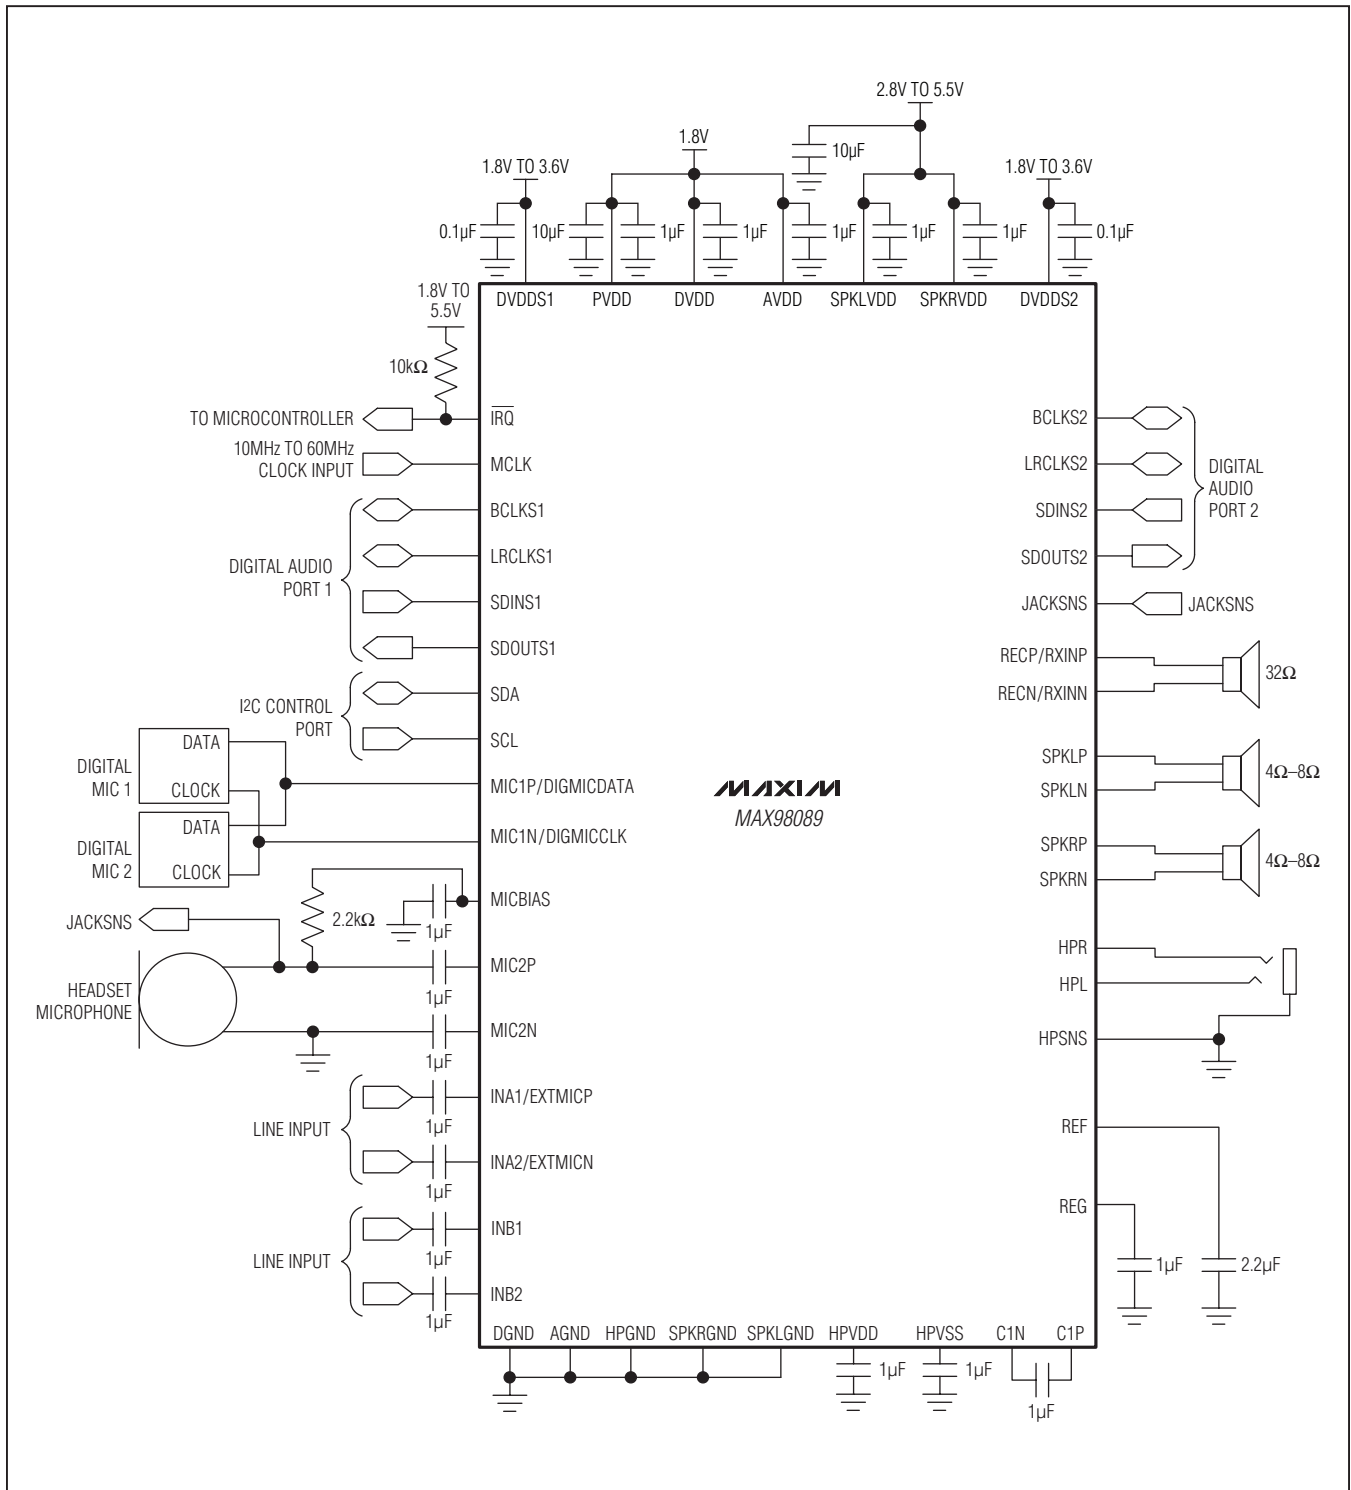 2.8V TO 5.5V
1.8V
10µF
1.8V TO 3.6V
1.8V TO 3.6V
0.1µF
10µF
1µF
1µF
1µF
1µF
1µF
0.1µF
1.8V TO
5.5V
DVDDS1
PVDD
DVDD
AVDD
SPKLVDD
SPKRVDD
DVDDS2
10kΩ
TO MICROCONTROLLER
IRQ
10MHz TO 60MHz
CLOCK INPUT
MCLK
BCLKS1
LRCLKS1
DIGITAL AUDIO
PORT 1
SDINS1
SDOUTS1
I²C CONTROL
PORT
SDA
SCL
DIGITAL
MIC 1
DATA
CLOCK
MIC1P/DIGMICDATA
DIGITAL
MIC 2
DATA
CLOCK
MIC1N/DIGMICCLK
MICBIAS
2.2kΩ
1µF
JACKSNS
HEADSET
MICROPHONE
MIC2P
1µF
MIC2N
1µF
LINE INPUT
INA1/EXTMICP
1µF
INA2/EXTMICN
1µF
LINE INPUT
INB1
1µF
INB2
1µF
MAXIM
MAX98089
BCLKS2
LRCLKS2
SDINS2
SDOUTS2
DIGITAL
AUDIO
PORT 2
JACKSNS
JACKSNS
RECP/RXINP
RECN/RXINN
32Ω
SPKLP
SPKLN
4Ω–8Ω
SPKRP
SPKRN
4Ω–8Ω
HPR
HPL
HPSNS
REF
REG
1µF
2.2µF
DGND
AGND
HPGND
SPKRGND
SPKLGND
HPVDD
HPVSS
C1N
C1P
1µF
1µF
1µF